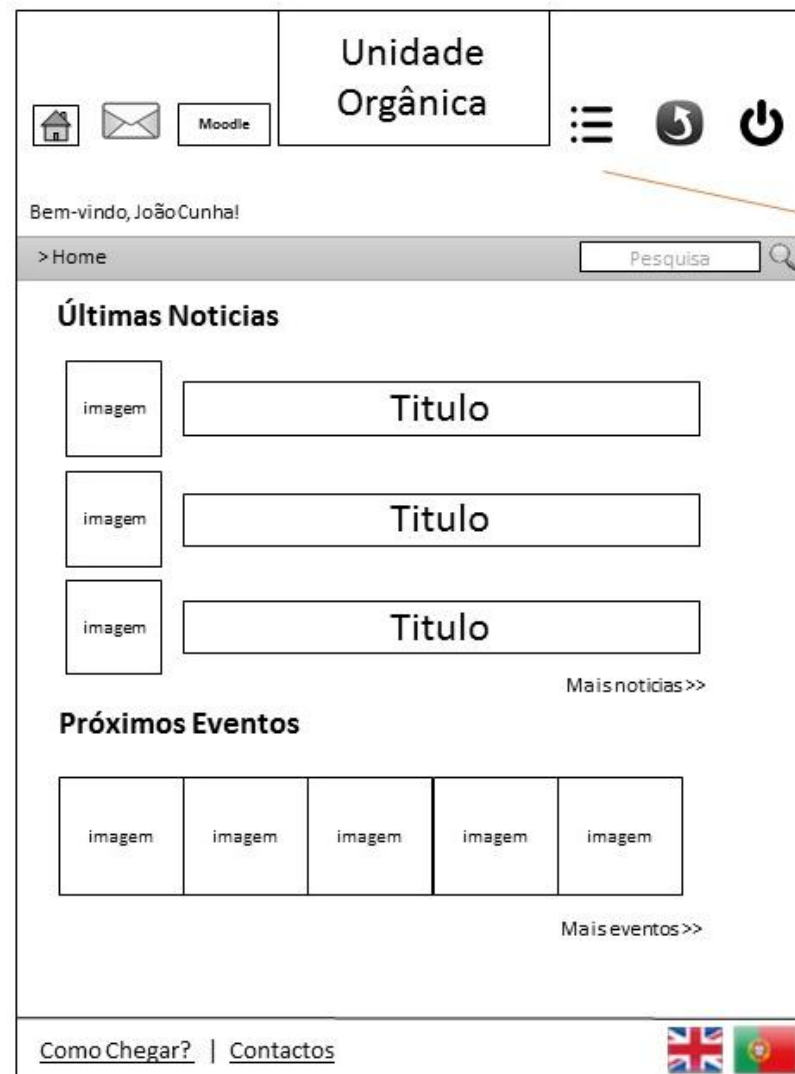 Unidade
Orgânica
Moodle
Bem-vindo, João Cunha!
> Home
Pesquisa
Últimas Noticias
imagem
Titulo
imagem
Titulo
imagem
Titulo
Mais noticias >>
Próximos Eventos
imagem imagem imagem imagem imagem
Mais eventos >>
Como Chegar? | Contactos